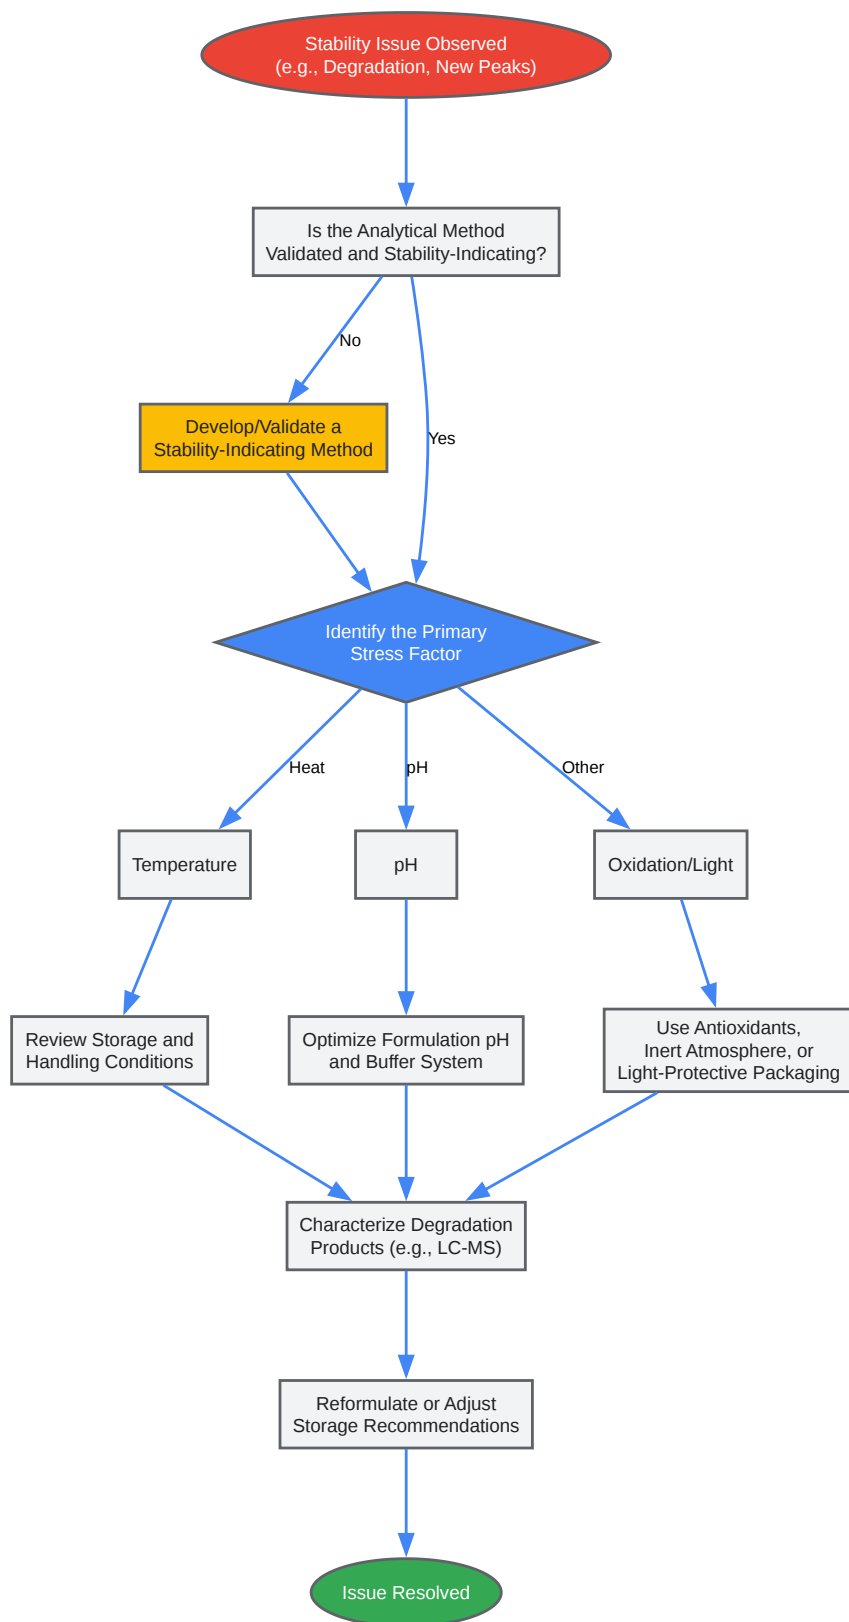 Stability Issue Observed
(e.g., Degradation, New Peaks)
Is the Analytical Method
Validated and Stability-Indicating?
No
Develop/Validate a
Stability-Indicating Method
Yes
Identify the Primary
Stress Factor
Heat
pH
Other
Temperature
pH
Oxidation/Light
Review Storage and
Handling Conditions
Optimize Formulation pH
and Buffer System
Use Antioxidants,
Inert Atmosphere, or
Light-Protective Packaging
Characterize Degradation
Products (e.g., LC-MS)
Reformulate or Adjust
Storage Recommendations
Issue Resolved